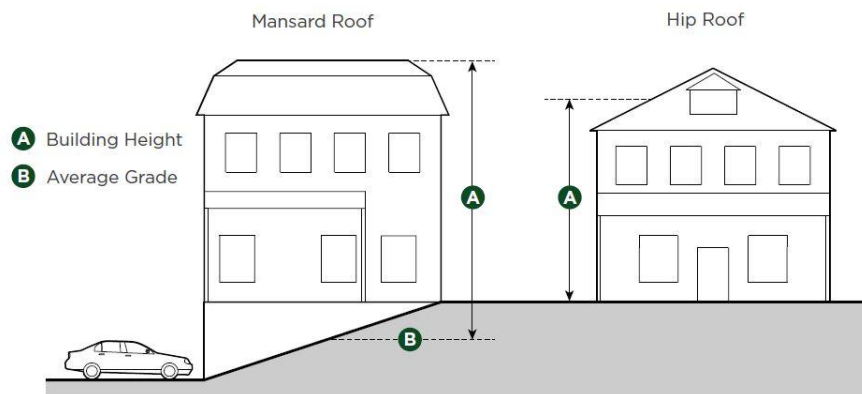 Mansard Roof
Hip Roof
A Building Height
B Average Grade
A
A
B